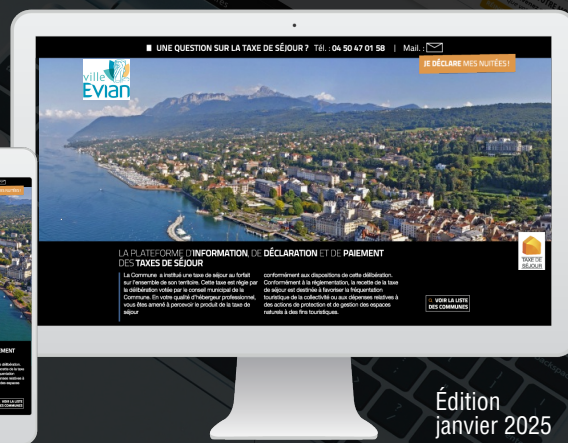 UNE QUESTION SUR LA TAXE DE SÉJOUR ? Tél. : 04 50 47 01 58 | Mail. :
JE DÉCLARE MES NUITÉES !
ville
Evian
LA PLATEFORME D'INFORMATION, DE DÉCLARATION ET DE PAIEMENT
DES TAXES DE SÉJOUR
La Commune a institué une taxe de séjour au forfait
sur l'ensemble de son territoire. Cette taxe est régie par
la délibération votée par le conseil municipal de la
Commune. En votre qualité d'hébergeur professionnel,
vous êtes amené à percevoir le produit de la taxe de
séjour
conformément aux dispositions de cette délibération.
Conformément à la réglementation, la recette de la taxe
de séjour est destinée à favoriser la fréquentation
touristique de la collectivité ou aux dépenses relatives à
des actions de protection et de gestion des espaces
naturels à des fins touristiques.
TAXE DE
SÉJOUR
VOIR LA LISTE
DES COMMUNES
VOIR LA LISTE
DES COMMUNES
Édition
janvier 2025